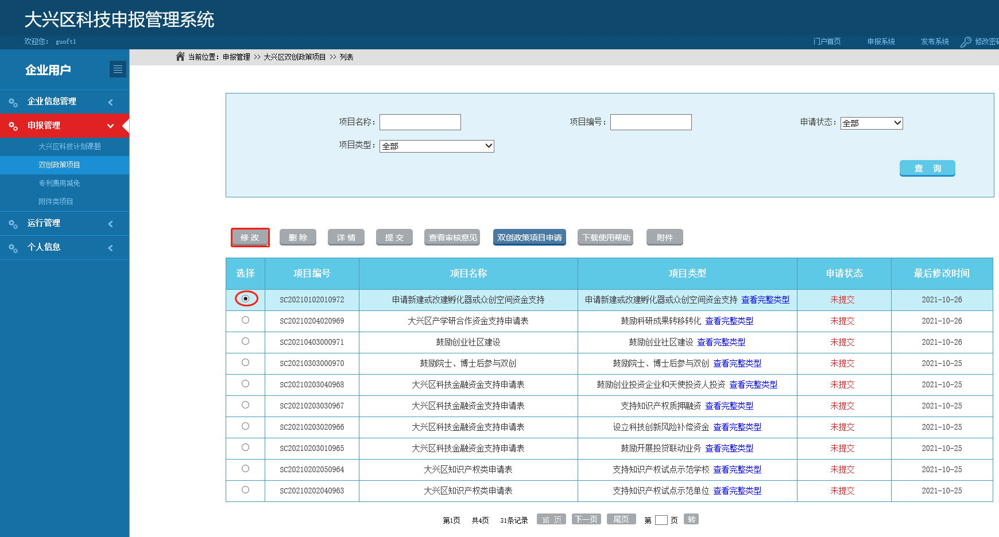 大兴区科技申报管理系统
欢迎您： guoft1
门户首页 申报系统 发布系统 修改密码
企业用户
当前位置：申报管理 >> 大兴区双创政策项目 >> 列表
企业信息管理
申报管理
大兴区科技计划课题
双创政策项目
专利费用减免
附件类项目
运行管理
个人信息
项目名称： 项目编号： 申请状态： 全部
项目类型： 全部
查 询
修 改 删 除 详 情 提 交 查看审核意见 双创政策项目申请 下载使用帮助 附件
选择 项目编号 项目名称 项目类型 申请状态 最后修改时间
SC20210102010972 申请新建或改建孵化器或众创空间资金支持 申请新建或改建孵化器或众创空间资金支持 查看完整类型 未提交 2021-10-26
SC20210204020969 大兴区产学研合作资金支持申请表 鼓励科研成果转移转化 查看完整类型 未提交 2021-10-26
SC20210403000971 鼓励创业社区建设 鼓励创业社区建设 查看完整类型 未提交 2021-10-26
SC20210303000970 鼓励院士、博士后参与双创 鼓励院士、博士后参与双创 查看完整类型 未提交 2021-10-25
SC20210203040968 大兴区科技金融资金支持申请表 鼓励创业投资企业和天使投资人投资 查看完整类型 未提交 2021-10-25
SC20210203030967 大兴区科技金融资金支持申请表 支持知识产权质押融资 查看完整类型 未提交 2021-10-25
SC20210203020966 大兴区科技金融资金支持申请表 设立科技创新风险补偿资金 查看完整类型 未提交 2021-10-25
SC20210203010965 大兴区科技金融资金支持申请表 鼓励开展投贷联动业务 查看完整类型 未提交 2021-10-25
SC20210202050964 大兴区知识产权类申请表 支持知识产权试点示范学校 查看完整类型 未提交 2021-10-25
SC20210202040963 大兴区知识产权类申请表 支持知识产权试点示范单位 查看完整类型 未提交 2021-10-25
第1页 共4页 31条记录 首 页 下一页 尾页 第 页 转